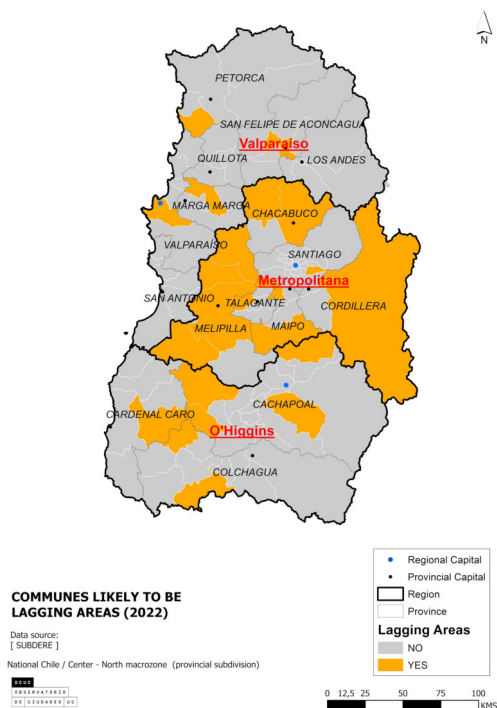 N
PETORCA
SAN FELIPE DE ACONCAGUA
Valparaíso
QUILLOTA
LOS ANDES
MARGA MARGA
CHACABUCO
VALPARAÍSO
SANTIAGO
Metropolitana
SAN ANTONIO
TALAGANTE
CORDILLERA
MELIPILLA
MAIPO
CARDENAL CARO
CACHAPOAL
O'Higgins
COLCHAGUA
Regional Capital
Provincial Capital
Region
Province
Lagging Areas
NO
YES
COMMUNES LIKELY TO BE
LAGGING AREAS (2022)
Data source:
[ SUBDERE ]
National Chile / Center - North macrozone (provincial subdivision)
OCUC
OBSERVATORIO
DE CIUDADES UC
0 12,5 25 50 75 100
KMS